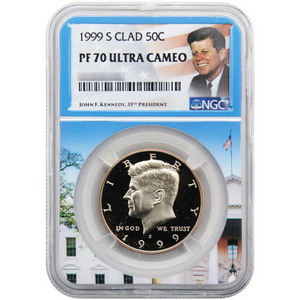 1999 S CLAD 50C
PF 70 ULTRA CAMEO
NGC
JOHN F. KENNEDY, 35TH PRESIDENT
LIBERTY
IN GOD WE TRUST
S
1999